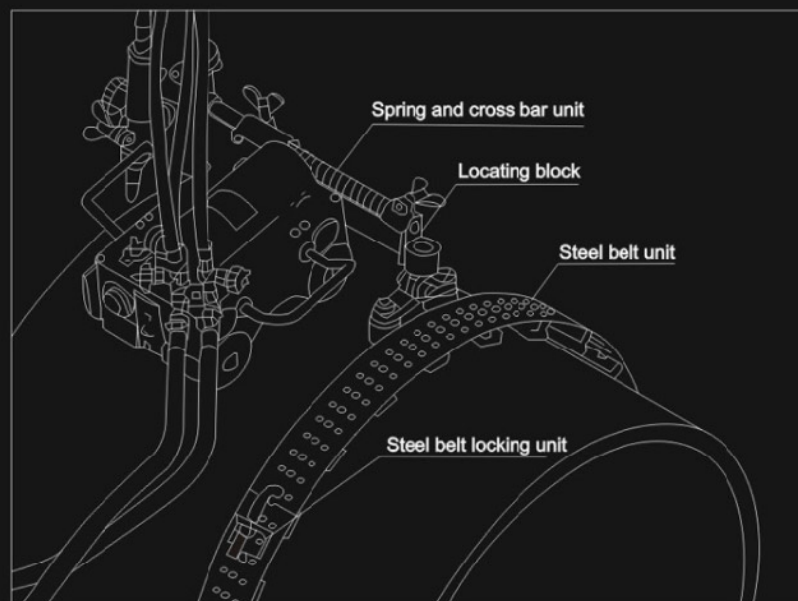 Spring and cross bar unit
Locating block
Steel belt unit
Steel belt locking unit